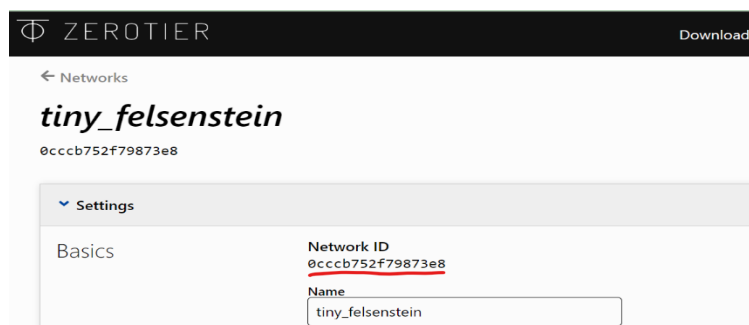 ZEROTIER
Download
← Networks
tiny_felsenstein
0cccb752f79873e8
Settings
Basics
Network ID
0cccb752f79873e8
Name
tiny_felsenstein